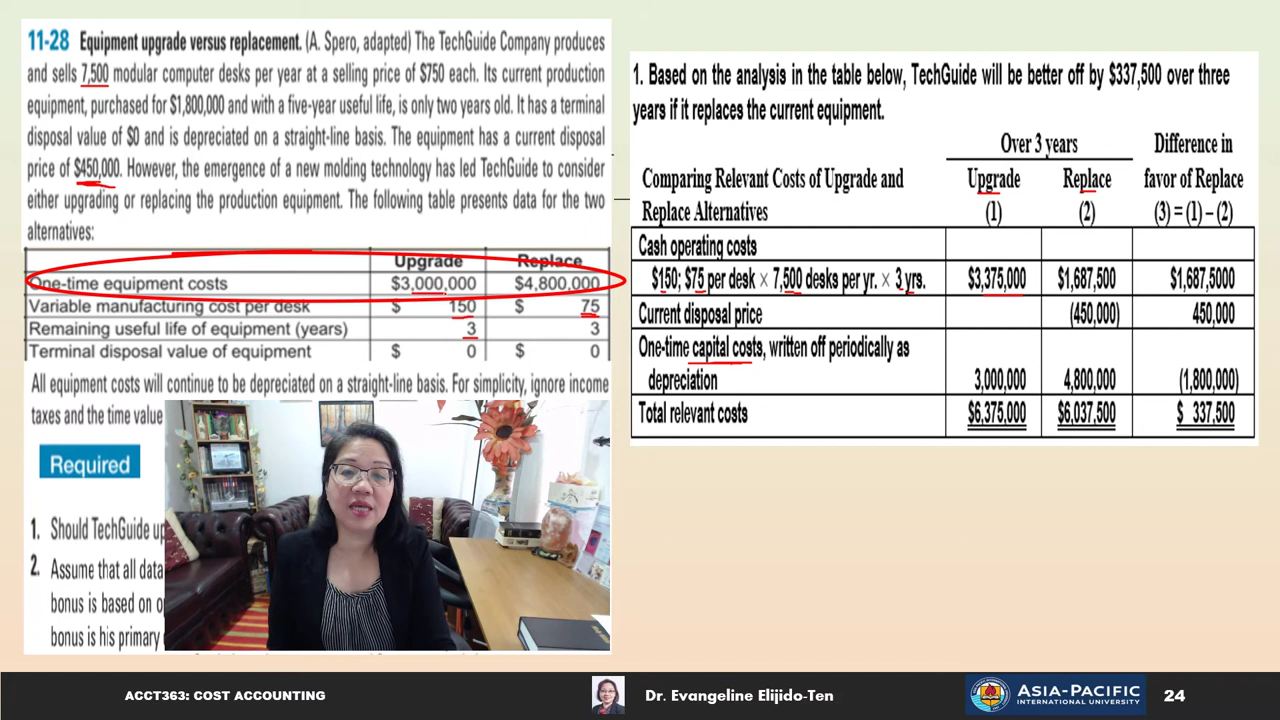 11-28 Equipment upgrade versus replacement. (A. Spero, adapted) The TechGuide Company produces
and sells 7,500 modular computer desks per year at a selling price of $750 each. Its current production
equipment, purchased for $1,800,000 and with a five-year useful life, is only two years old. It has a terminal
disposal value of $0 and is depreciated on a straight-line basis. The equipment has a current disposal
price of $450,000. However, the emergence of a new molding technology has led TechGuide to consider
either upgrading or replacing the production equipment. The following table presents data for the two
alternatives:
Upgrade Replace
One-time equipment costs $3,000,000 $4,800,000
Variable manufacturing cost per desk $ 150 $ 75
Remaining useful life of equipment (years) 3 3
Terminal disposal value of equipment $ 0 $ 0
All equipment costs will continue to be depreciated on a straight-line basis. For simplicity, ignore income
taxes and the time value
Required
1. Should TechGuide up
2. Assume that all data
bonus is based on o
bonus is his primary
1. Based on the analysis in the table below, TechGuide will be better off by $337,500 over three
years if it replaces the current equipment.
Over 3 years Difference in
Comparing Relevant Costs of Upgrade and Upgrade Replace favor of Replace
Replace Alternatives (1) (2) (3) = (1) – (2)
Cash operating costs
$150; $75 per desk × 7,500 desks per yr. × 3 yrs. $3,375,000 $1,687,500 $1,687,5000
Current disposal price (450,000) 450,000
One-time capital costs, written off periodically as
depreciation 3,000,000 4,800,000 (1,800,000)
Total relevant costs $6,375,000 $6,037,500 $ 337,500
ACCT363: COST ACCOUNTING
Dr. Evangeline Elijido-Ten
ASIA-PACIFIC
INTERNATIONAL UNIVERSITY
24